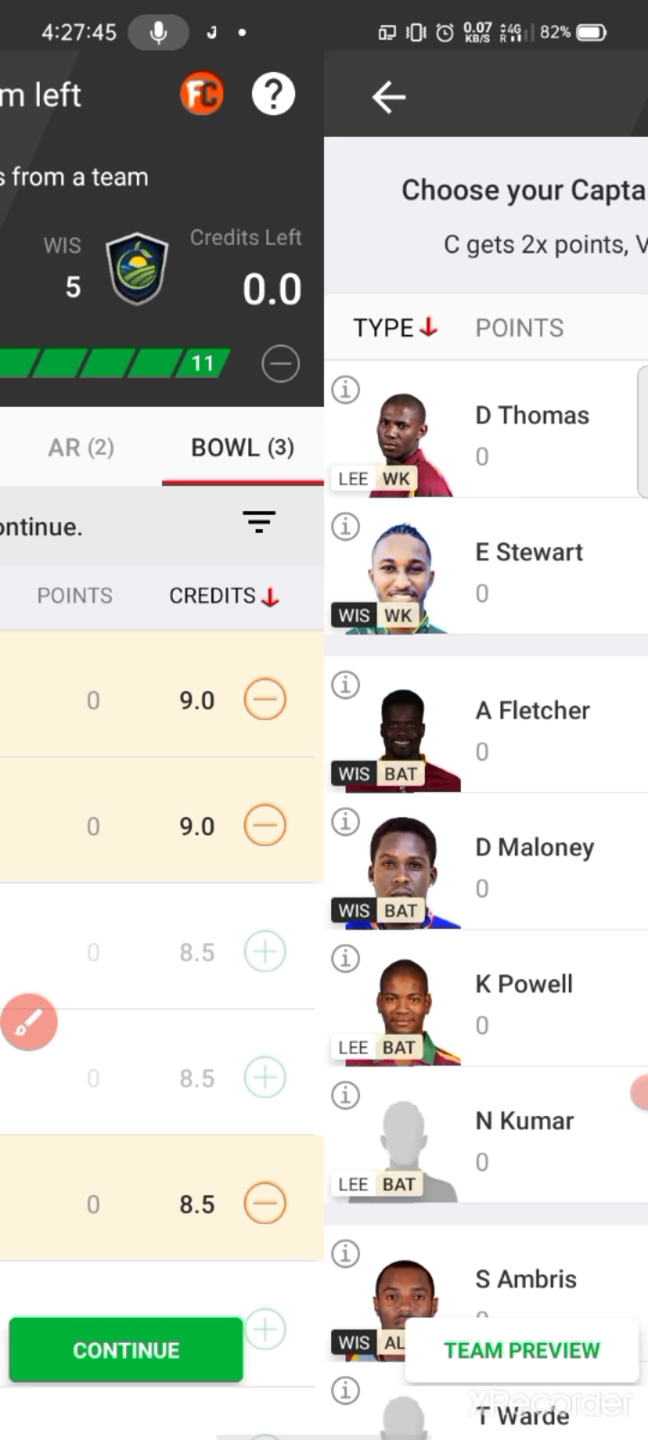 4:27:45
0.07 KB/S 4G R 82%
m left
FC ?
s from a team
WIS
5
Credits Left
0.0
11
AR (2)
BOWL (3)
ontinue.
POINTS
CREDITS
0
9.0
0
9.0
0
8.5
0
8.5
0
8.5
CONTINUE
Choose your Capta
C gets 2x points, V
TYPE
POINTS
D Thomas
0
LEE WK
E Stewart
0
WIS WK
A Fletcher
0
WIS BAT
D Maloney
0
WIS BAT
K Powell
0
LEE BAT
N Kumar
0
LEE BAT
S Ambris
WIS AL
TEAM PREVIEW
XRecorder
T Warde